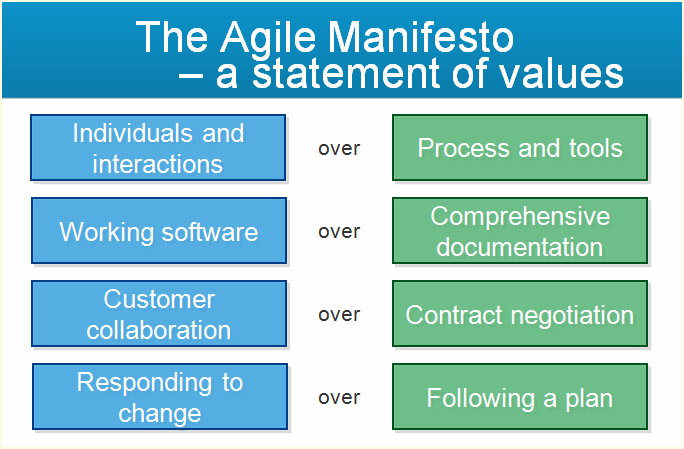 The Agile Manifesto
– a statement of values
Individuals and
interactions
over
Process and tools
Working software
over
Comprehensive
documentation
Customer
collaboration
over
Contract negotiation
Responding to
change
over
Following a plan